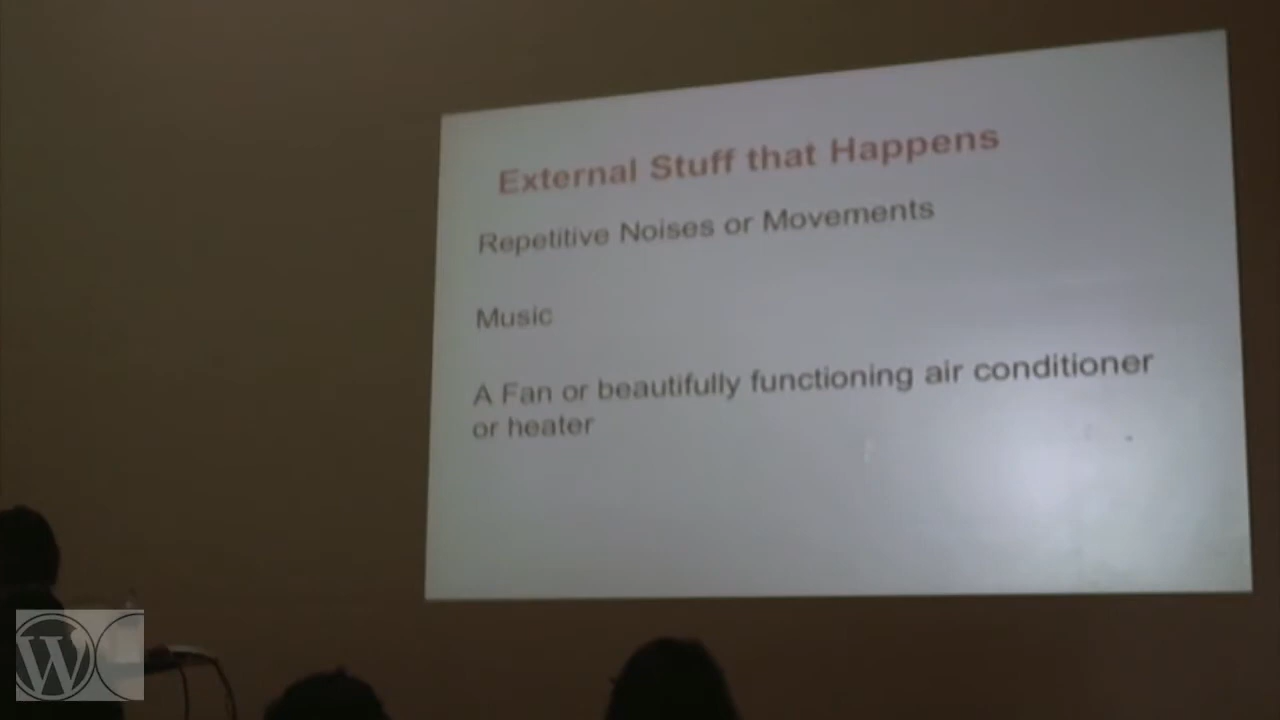 External Stuff that Happens
Repetitive Noises or Movements
Music
A Fan or beautifully functioning air conditioner
or heater
W